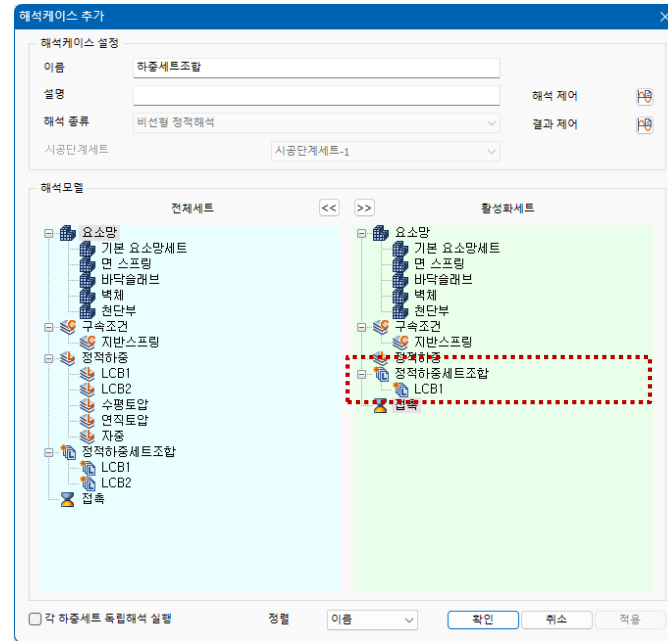 해석케이스 추가
해석케이스 설정
이름 하중세트조합
설명 해석 제어
해석 종류 비선형 정적해석 결과 제어
시공단계세트 시공단계세트-1
해석모델
전체세트 << >> 활성화세트
요소망
기본 요소망세트
면 스프링
바닥슬래브
벽체
천단부
구속조건
지반스프링
정적하중
LCB1
LCB2
수평토압
연직토압
자중
정적하중세트조합
LCB1
LCB2
접촉
요소망
기본 요소망세트
면 스프링
바닥슬래브
벽체
천단부
구속조건
지반스프링
정적하중
정적하중세트조합
LCB1
접촉
각 하중세트 독립해석 실행 정렬 이름 확인 취소 적용